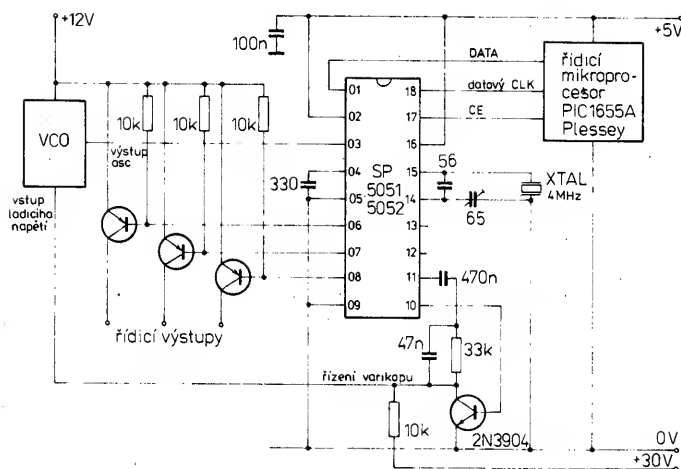 +12V
100n
+5V
DATA
datový CLK
CE
řídicí
mikropro-
cesor
PIC1655A
Plessey
VCO
10k
10k
10k
výstup
asc
vstup
ladicího
napětí
330
SP
5051
5052
01
02
03
04
05
06
07
08
09
18
17
16
15
14
13
12
11
10
56
65
XTAL
4MHz
470n
47n
33k
řídicí výstupy
řízení varikapu
10k
2N3904
0V
+30V